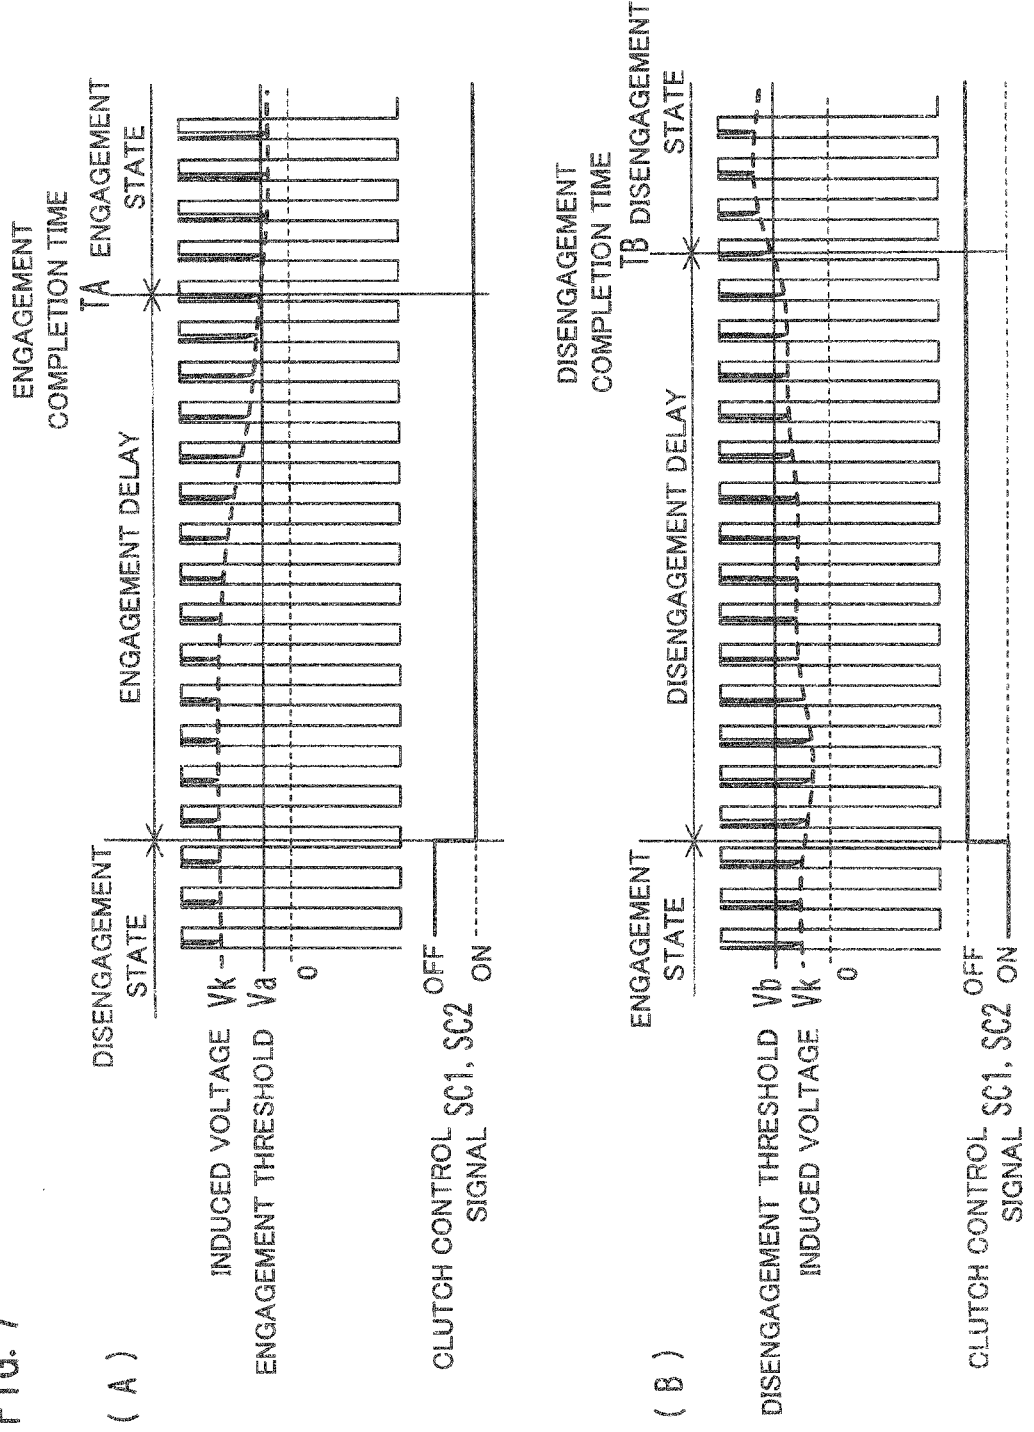 FIG. 7
( A )
ENGAGEMENT
COMPLETION TIME
TA
DISENGAGEMENT
STATE
ENGAGEMENT DELAY
ENGAGEMENT
STATE
INDUCED VOLTAGE Vk
ENGAGEMENT THRESHOLD Va
0
CLUTCH CONTROL
SIGNAL
SC1, SC2
OFF
ON
( B )
DISENGAGEMENT
COMPLETION TIME
TB
ENGAGEMENT
STATE
DISENGAGEMENT DELAY
DISENGAGEMENT
STATE
DISENGAGEMENT THRESHOLD Vb
INDUCED VOLTAGE Vk
0
CLUTCH CONTROL
SIGNAL
SC1, SC2
OFF
ON